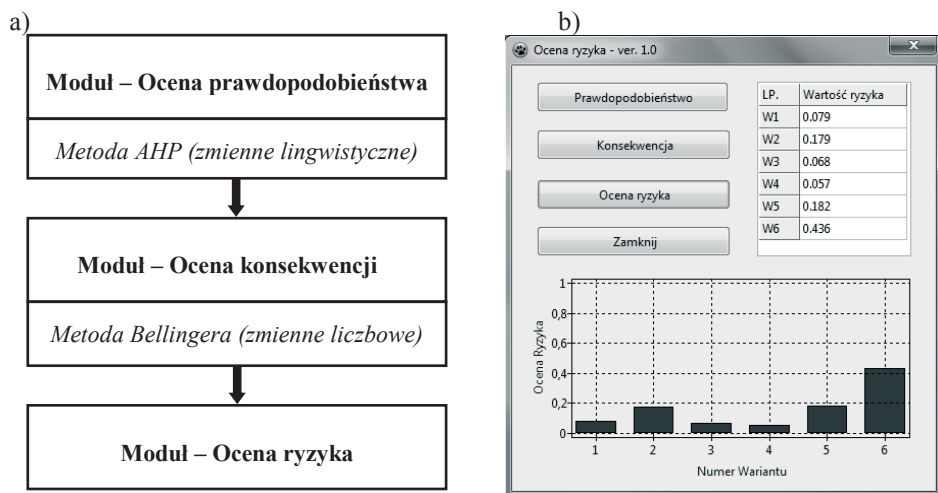 a)
Moduł – Ocena prawdopodobieństwa
Metoda AHP (zmienne lingwistyczne)
Moduł – Ocena konsekwencji
Metoda Bellingera (zmienne liczbowe)
Moduł – Ocena ryzyka
b)
Ocena ryzyka - ver. 1.0
Prawdopodobieństwo
Konsekwencja
Ocena ryzyka
Zamknij
LP. Wartość ryzyka
W1 0.079
W2 0.179
W3 0.068
W4 0.057
W5 0.182
W6 0.436
Ocena Ryzyka
1
0,8
0,6
0,4
0,2
0
1 2 3 4 5 6
Numer Wariantu